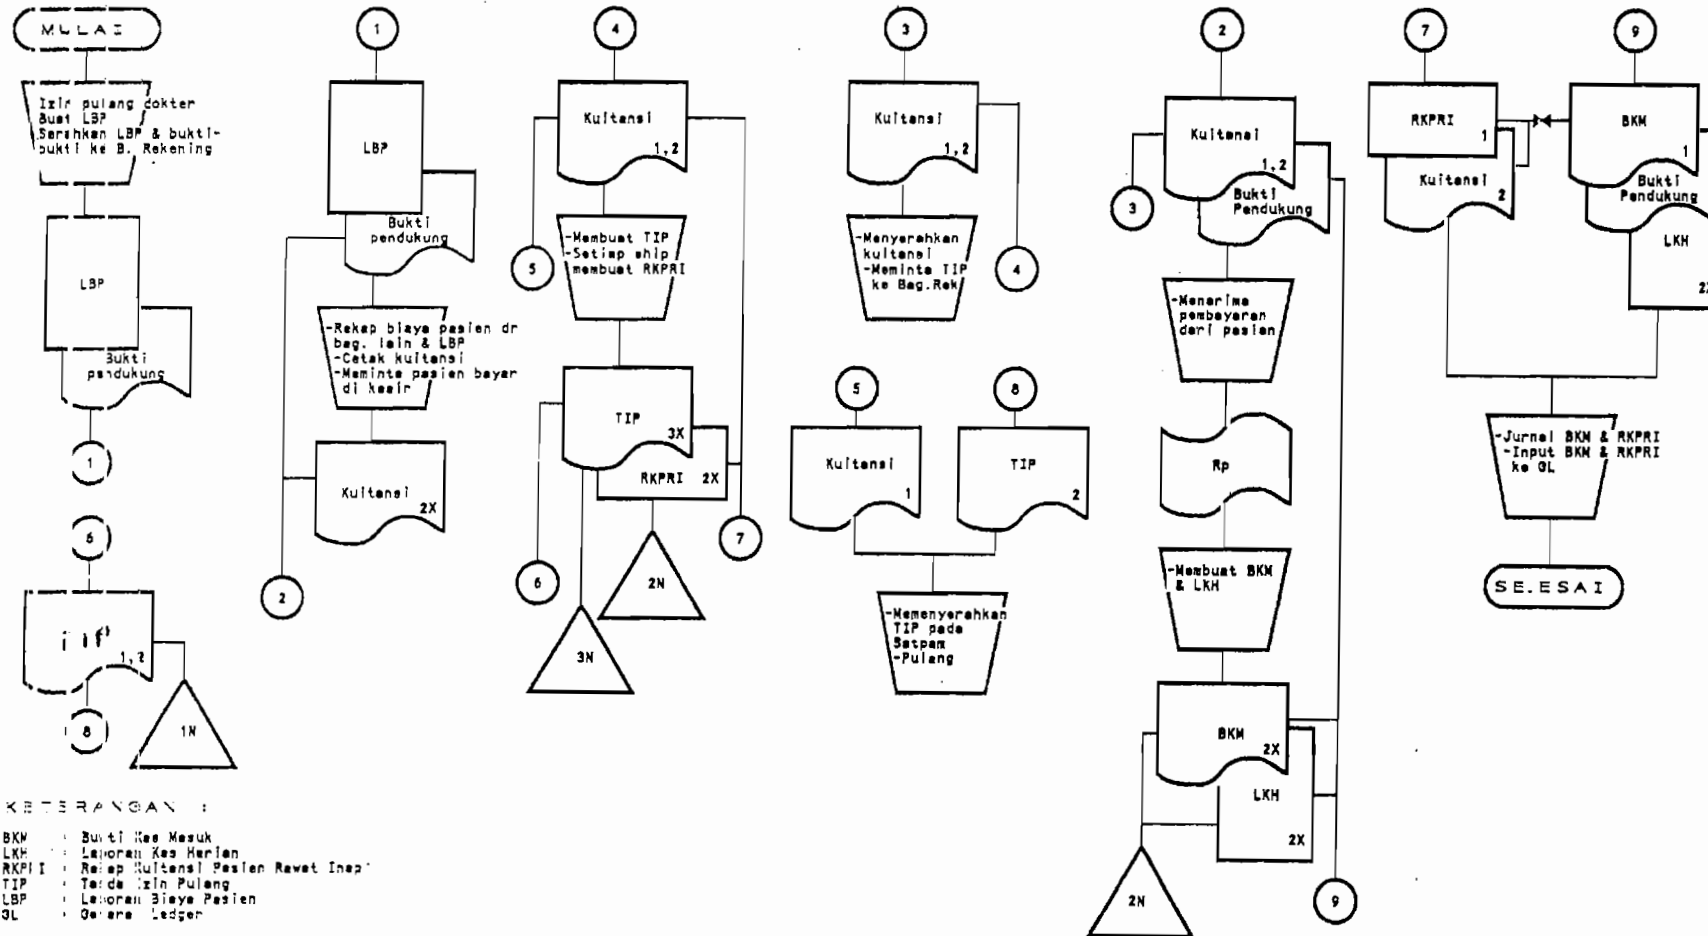 MULAI
Izin pulang dokter
Buat LBP
Serahkan LBP & bukti-
bukti ke B. Rekening
LBP
Bukti
pendukung
1
6
1,2
8
1N
1
LBP
Bukti
pendukung
-Rekap biaya pasien dr
bag. lain & LBP
-Cetak kuitansi
-Meminta pasien bayar
di kasir
Kuitansi
2X
2
4
Kuitansi
1,2
5
-Membuat TIP
-Setiap ship
membuat RKPRI
TIP
3X
RKPRI 2X
6
7
2N
3N
3
Kuitansi
1,2
-Menyerahkan
kuitansi
-Meminta TIP
ke Bag.Rek
4
5
8
Kuitansi
1
TIP
2
-Memenyerahkan
TIP pada
Satpam
-Pulang
2
Kuitansi
1,2
Bukti
Pendukung
3
-Menerima
pembayaran
dari pasien
Rp
-Membuat BKM
& LKH
BKM
2X
LKH
2X
2N
9
7
9
RKPRI
1
Kuitansi
2
BKM
1
Bukti
Pendukung
LKH
2X
-Jurnal BKM & RKPRI
-Input BKM & RKPRI
ke GL
SELESAI
KETERANGAN :
BKM : Bukti Kas Masuk
LKH : Laporan Kas Harian
RKPRI : Rekap Kuitansi Pasien Rawat Inap
TIP : Tanda Izin Pulang
LBP : Laporan Biaya Pasien
GL : General Ledger